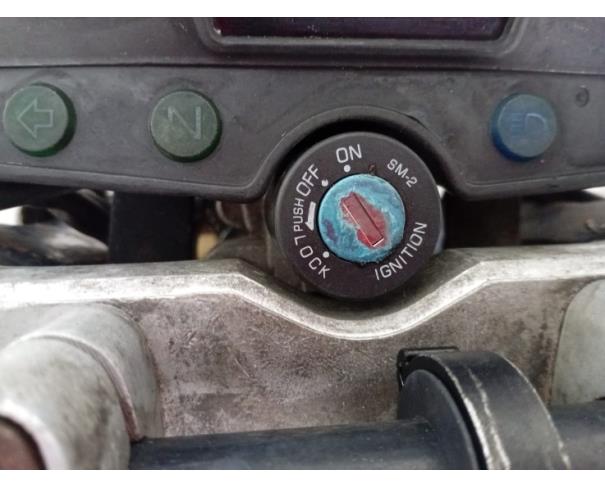 N
ON
OFF
PUSH
LOCK
SM-2
IGNITION